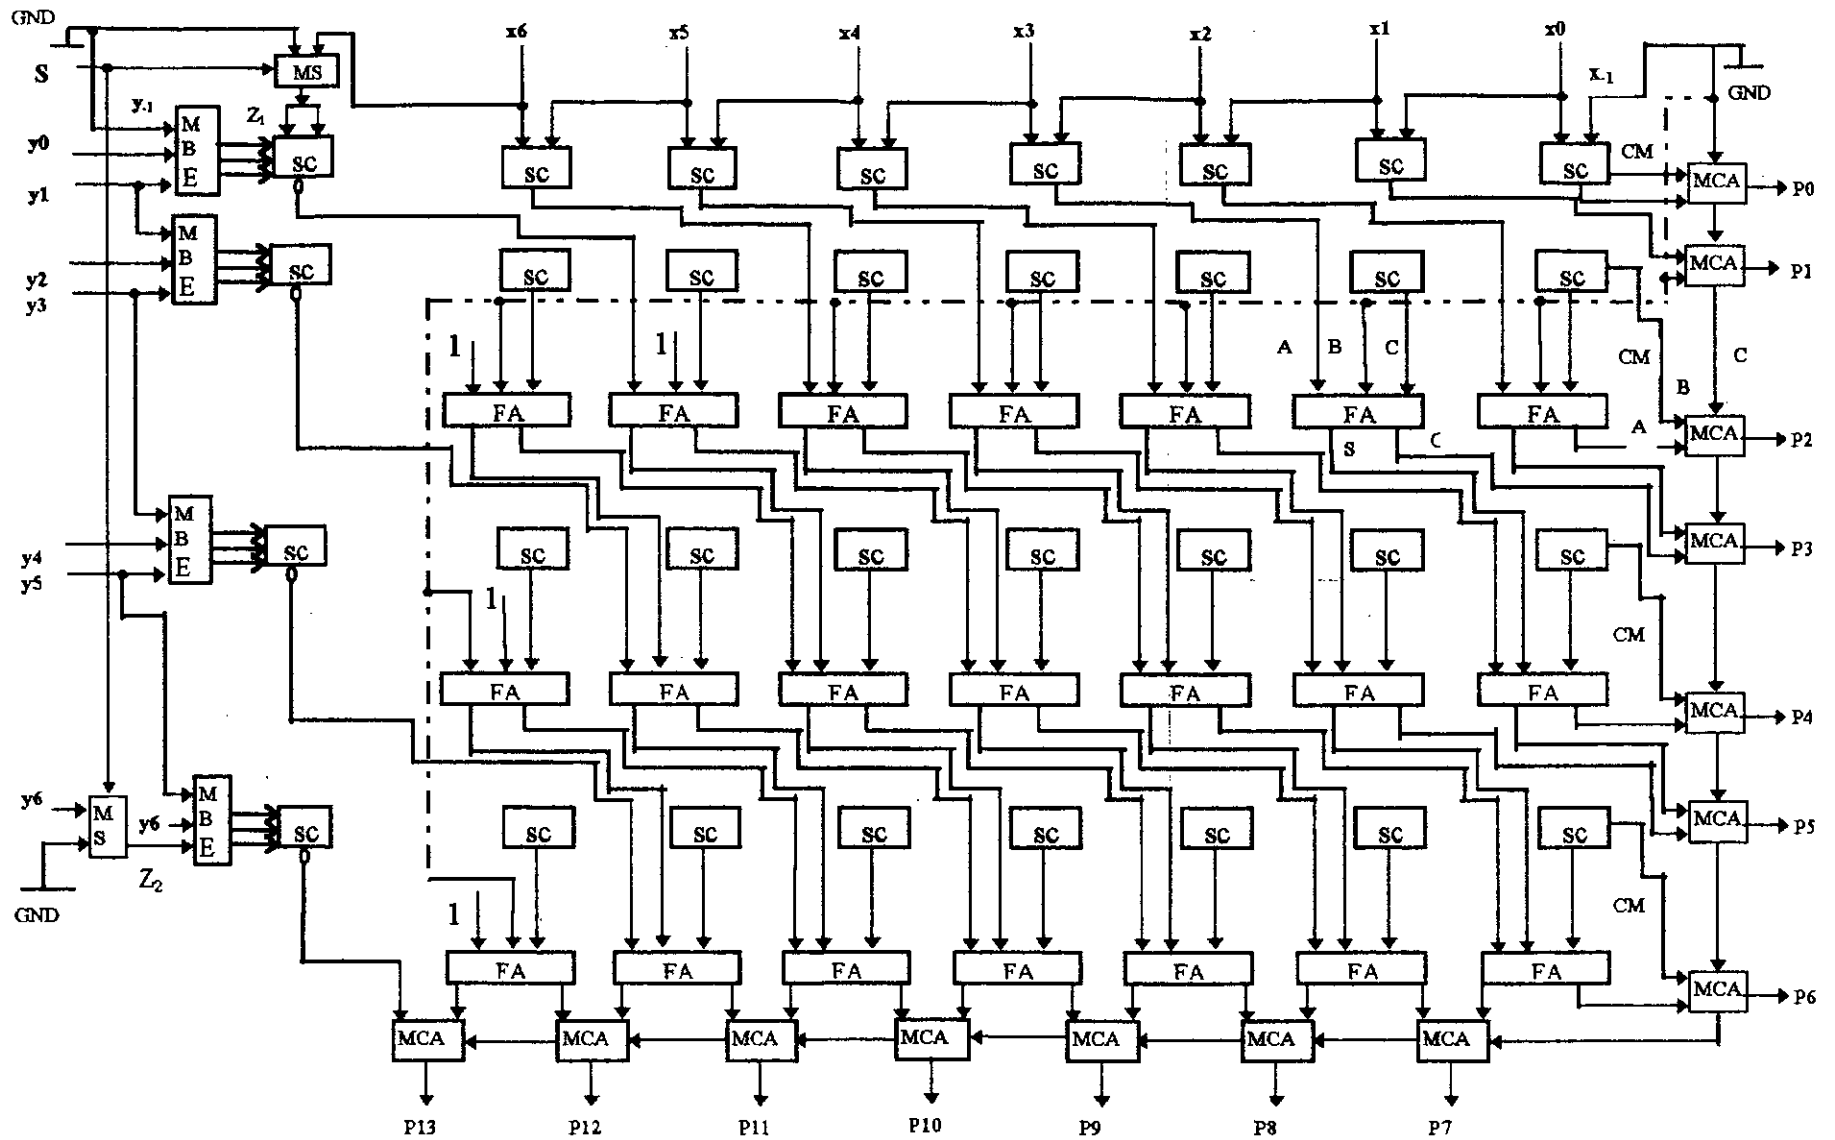 GND
x6 x5 x4 x3 x2 x1 x0
S
MS
x-1
GND
y-1
Z1
M
B
E
SC
y0
y1
SC SC SC SC SC SC SC
CM
MCA
P0
M
B
E
SC
y2
y3
SC SC SC SC SC SC SC
MCA
P1
1 1
A B C
CM
C
B
FA FA FA FA FA FA FA
S
C
A
MCA
P2
M
B
E
SC
y4
y5
SC SC SC SC SC SC SC
MCA
P3
1
CM
FA FA FA FA FA FA FA
MCA
P4
y6
M
S
y6
Z2
M
B
E
SC
GND
SC SC SC SC SC SC SC
MCA
P5
1
CM
FA FA FA FA FA FA FA
MCA
P6
MCA MCA MCA MCA MCA MCA MCA
P13 P12 P11 P10 P9 P8 P7